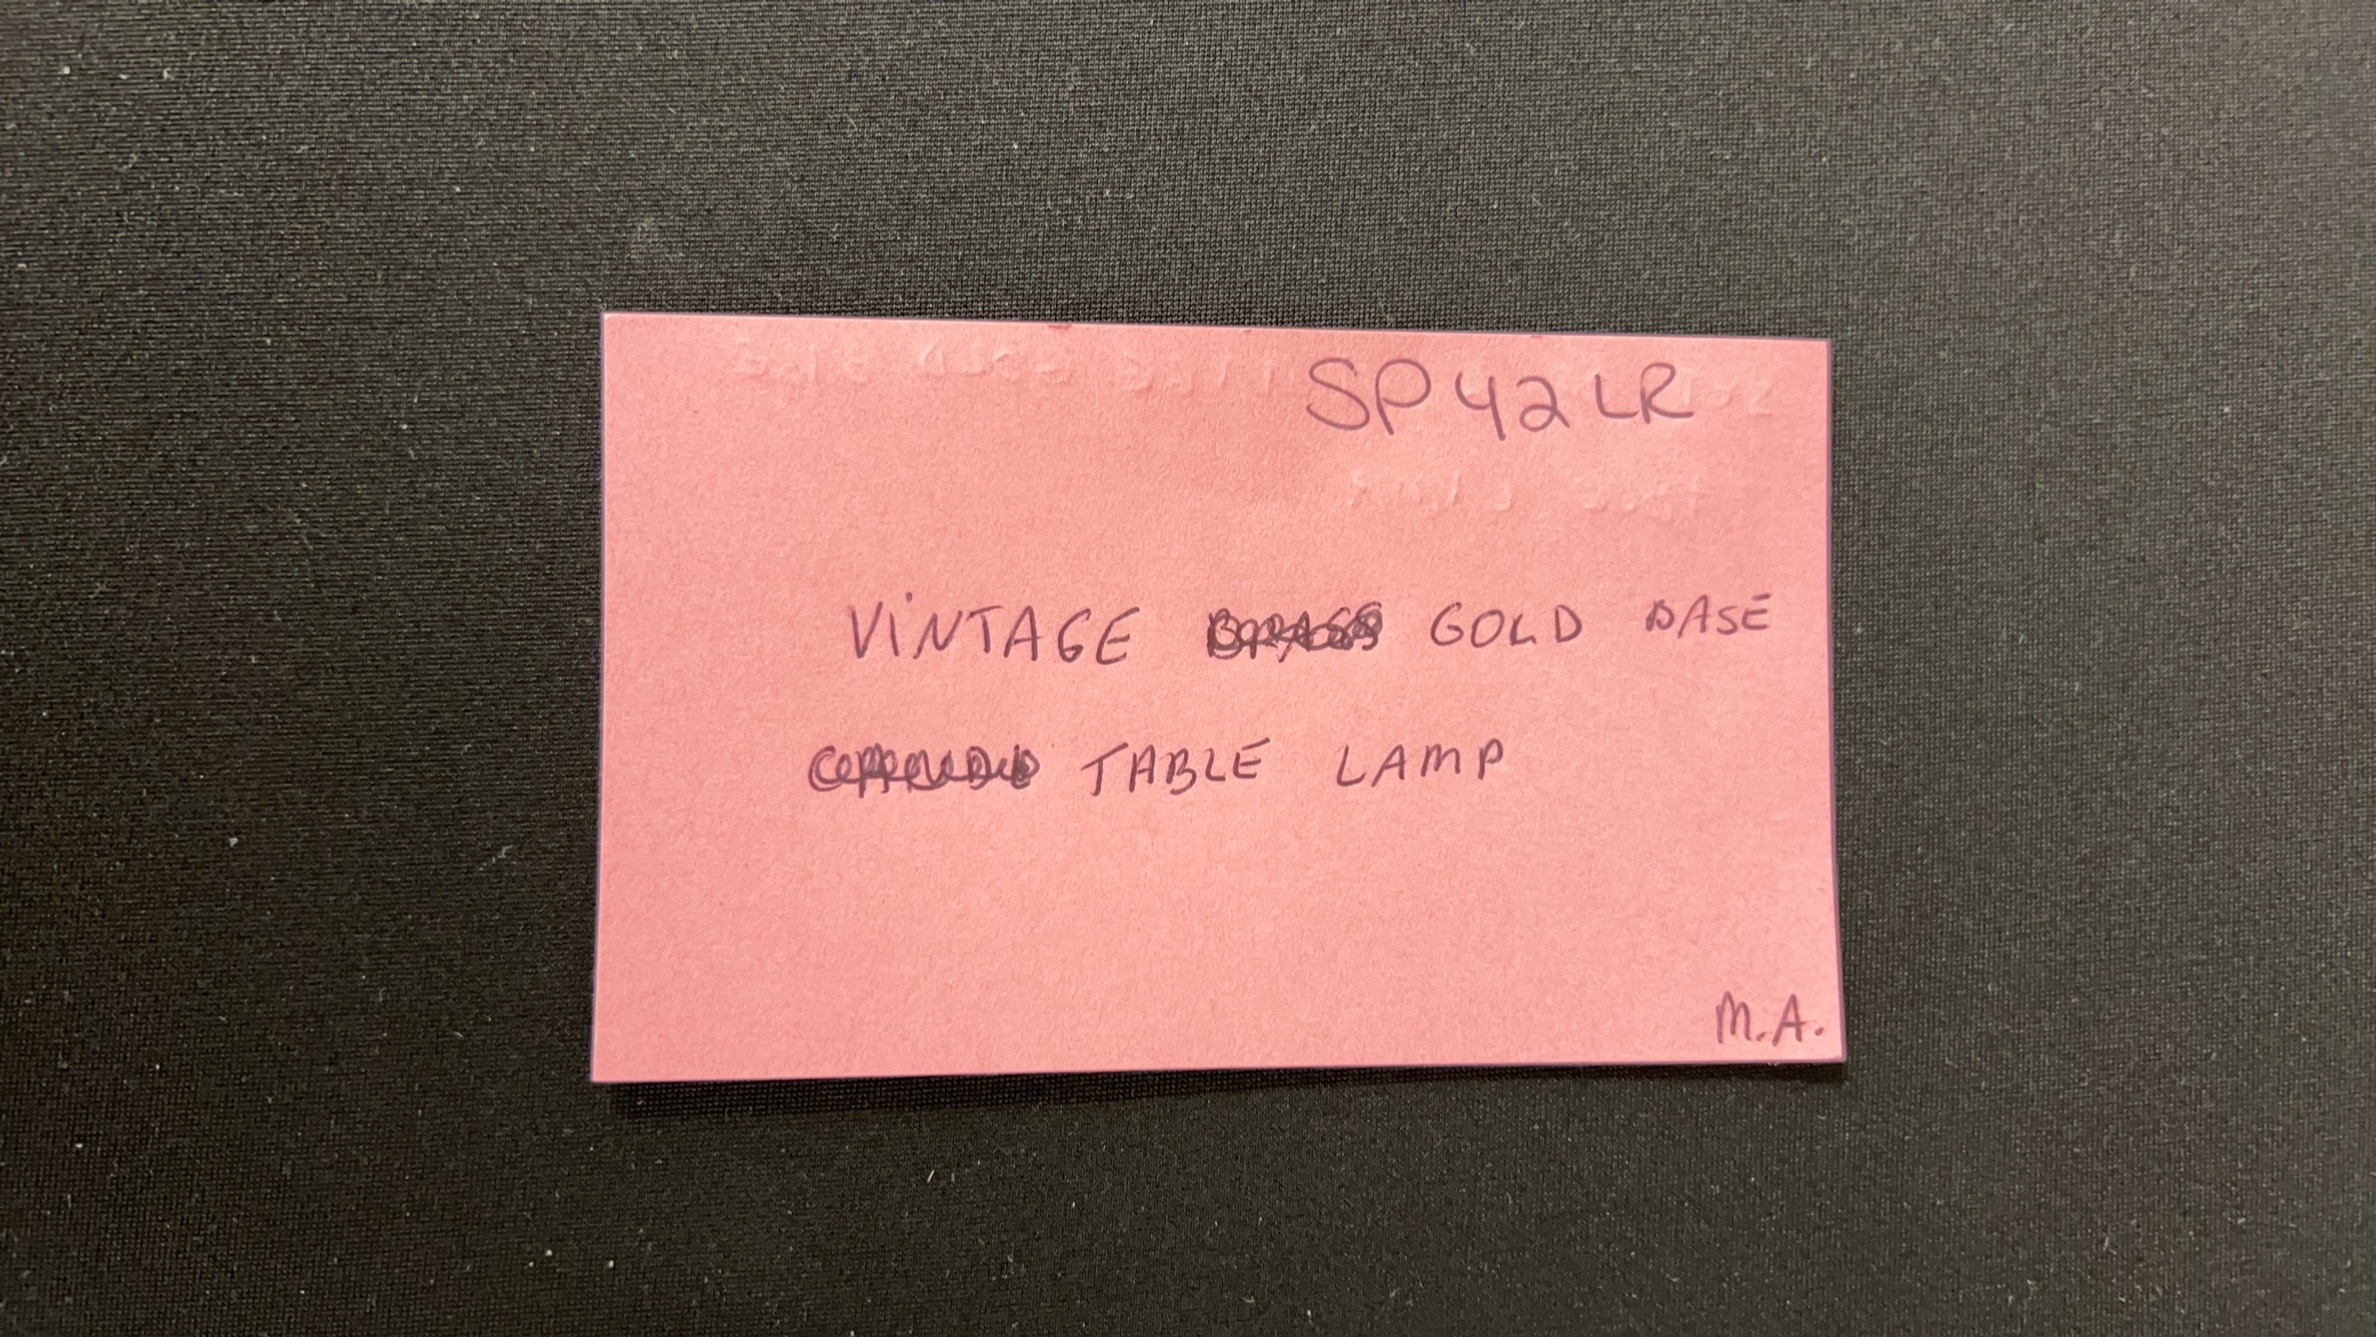 SP42LR
VINTAGE GOLD BASE
TABLE LAMP
M.A.